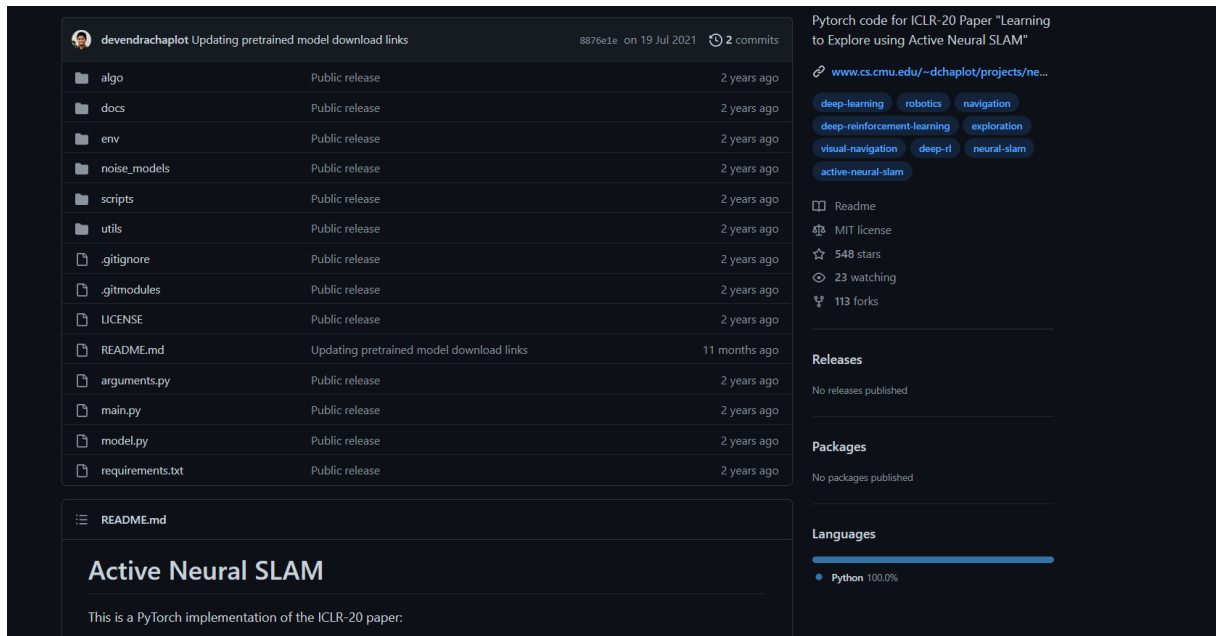 devendrachaplot Updating pretrained model download links 8876e1e on 19 Jul 2021 2 commits
algo Public release 2 years ago
docs Public release 2 years ago
env Public release 2 years ago
noise_models Public release 2 years ago
scripts Public release 2 years ago
utils Public release 2 years ago
.gitignore Public release 2 years ago
.gitmodules Public release 2 years ago
LICENSE Public release 2 years ago
README.md Updating pretrained model download links 11 months ago
arguments.py Public release 2 years ago
main.py Public release 2 years ago
model.py Public release 2 years ago
requirements.txt Public release 2 years ago
README.md
Active Neural SLAM
This is a PyTorch implementation of the ICLR-20 paper:
Pytorch code for ICLR-20 Paper "Learning
to Explore using Active Neural SLAM"
www.cs.cmu.edu/~dchaplot/projects/ne...
deep-learning robotics navigation
deep-reinforcement-learning exploration
visual-navigation deep-rl neural-slam
active-neural-slam
Readme
MIT license
548 stars
23 watching
113 forks
Releases
No releases published
Packages
No packages published
Languages
Python 100.0%